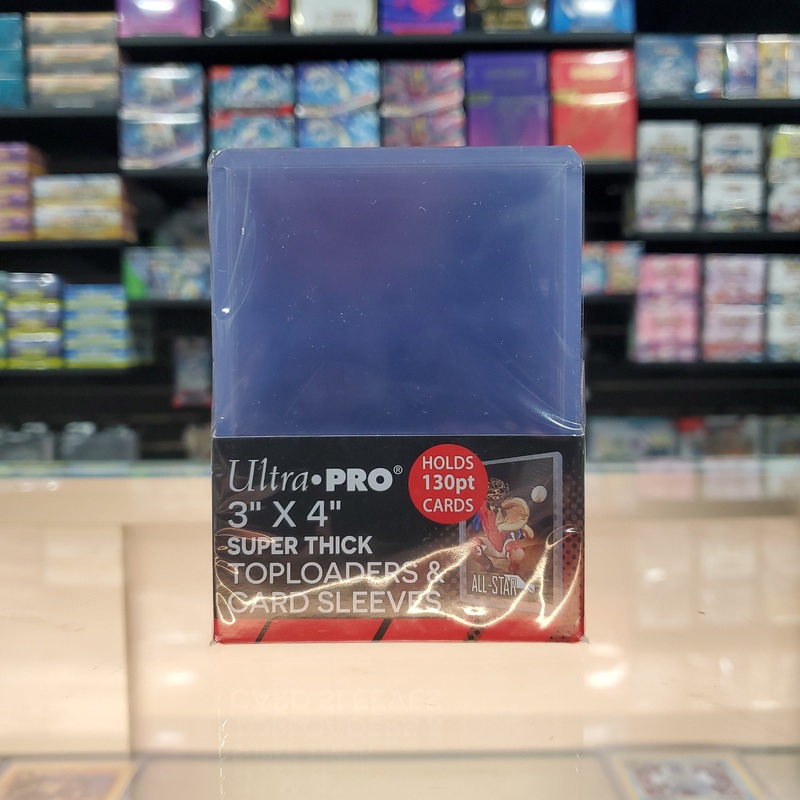 Ultra•PRO®
3" X 4"
SUPER THICK
TOPLOADERS &
CARD SLEEVES
HOLDS
130pt
CARDS
ALL-STAR